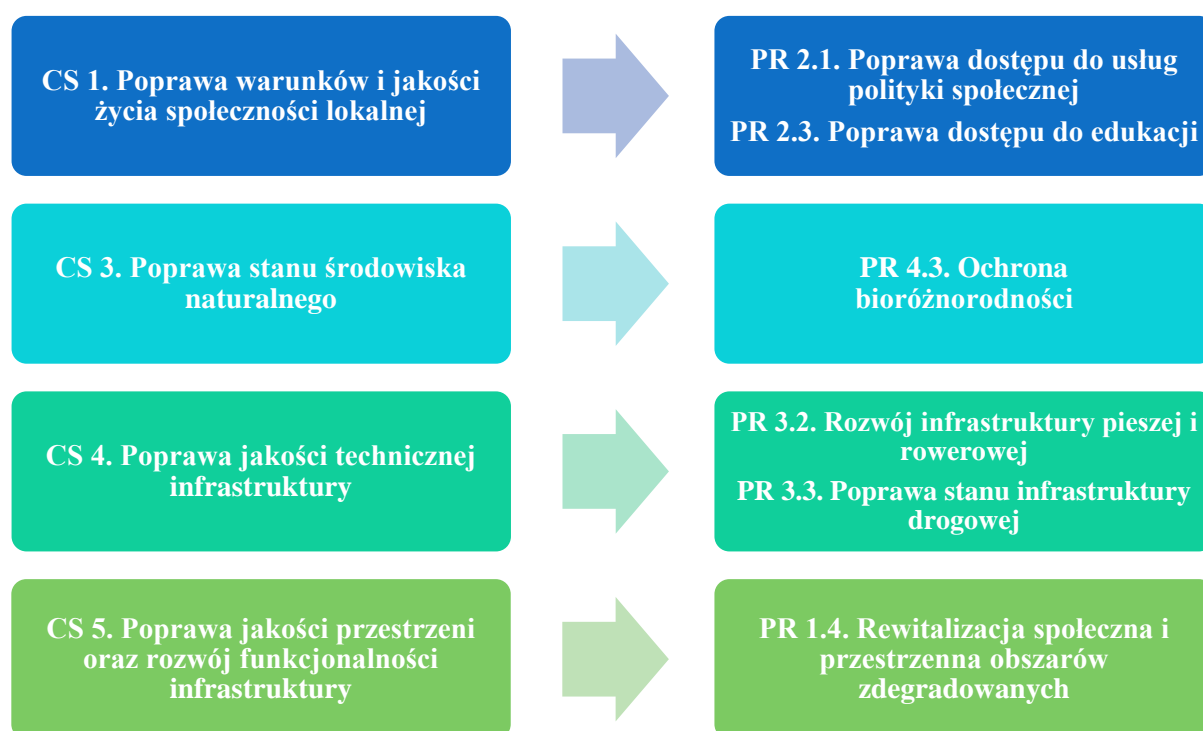 CS 1. Poprawa warunków i jakości
życia społeczności lokalnej
PR 2.1. Poprawa dostępu do usług
polityki społecznej
PR 2.3. Poprawa dostępu do edukacji
CS 3. Poprawa stanu środowiska
naturalnego
PR 4.3. Ochrona
bioróżnorodności
CS 4. Poprawa jakości technicznej
infrastruktury
PR 3.2. Rozwój infrastruktury pieszej i
rowerowej
PR 3.3. Poprawa stanu infrastruktury
drogowej
CS 5. Poprawa jakości przestrzeni
oraz rozwój funkcjonalności
infrastruktury
PR 1.4. Rewitalizacja społeczna i
przestrzenna obszarów
zdegradowanych